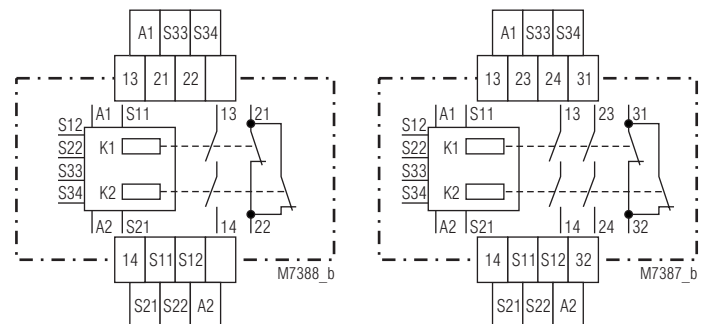 A1 S33 S34
13 21 22
A1 S11 13 21
S12
S22 K1
S33
S34 K2
A2 S21 14 22
14 S11 S12
M7388_b
S21 S22 A2
A1 S33 S34
13 23 24 31
A1 S11 13 23 31
S12
S22 K1
S33
S34 K2
A2 S21 14 24 32
14 S11 S12 32
M7387_b
S21 S22 A2